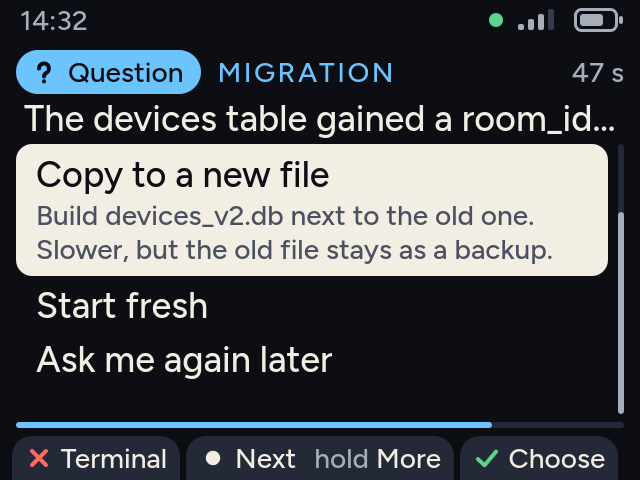 14:32
? Question MIGRATION 47 s
The devices table gained a room_id...
Copy to a new file
Build devices_v2.db next to the old one.
Slower, but the old file stays as a backup.
Start fresh
Ask me again later
Terminal Next hold More Choose